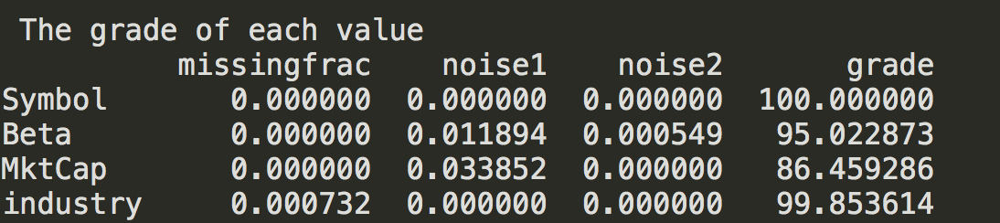 The grade of each value
missingfrac noise1 noise2 grade
Symbol 0.000000 0.000000 0.000000 100.000000
Beta 0.000000 0.011894 0.000549 95.022873
MktCap 0.000000 0.033852 0.000000 86.459286
industry 0.000732 0.000000 0.000000 99.853614